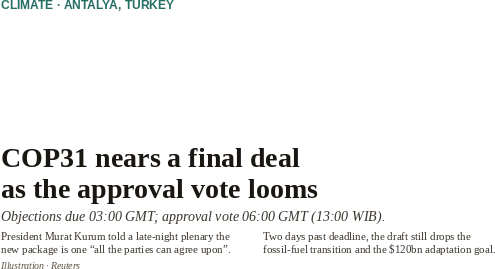 CLIMATE · ANTALYA, TURKEY
COP31 nears a final deal
as the approval vote looms
Objections due 03:00 GMT; approval vote 06:00 GMT (13:00 WIB).
President Murat Kurum told a late-night plenary the
new package is one “all the parties can agree upon”.
Two days past deadline, the draft still drops the
fossil-fuel transition and the $120bn adaptation goal.
Illustration · Reuters